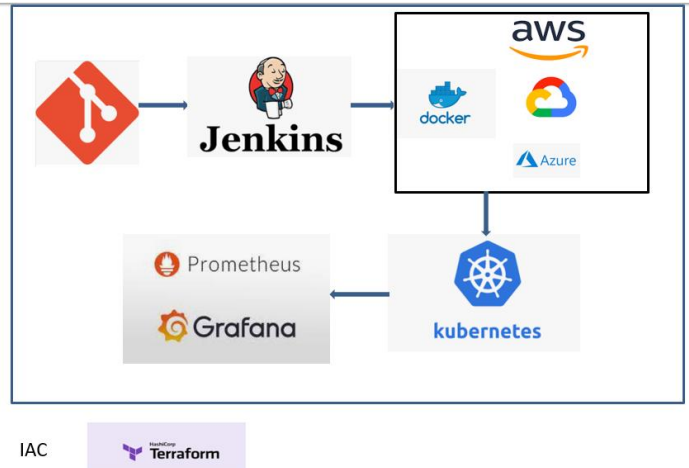 aws
Jenkins
docker
Azure
Prometheus
Grafana
kubernetes
IAC
HashiCorp
Terraform